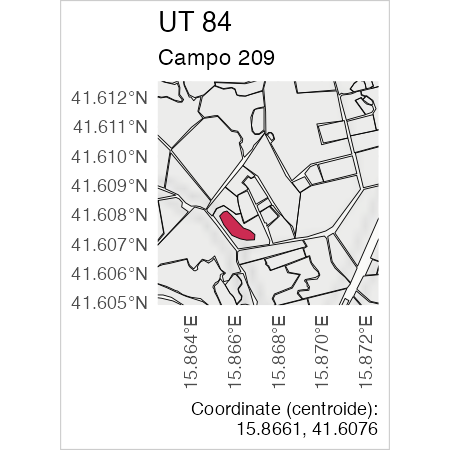 UT 84
Campo 209
41.612°N
41.611°N
41.610°N
41.609°N
41.608°N
41.607°N
41.606°N
41.605°N
15.864°E
15.866°E
15.868°E
15.870°E
15.872°E
Coordinate (centroide):
15.8661, 41.6076